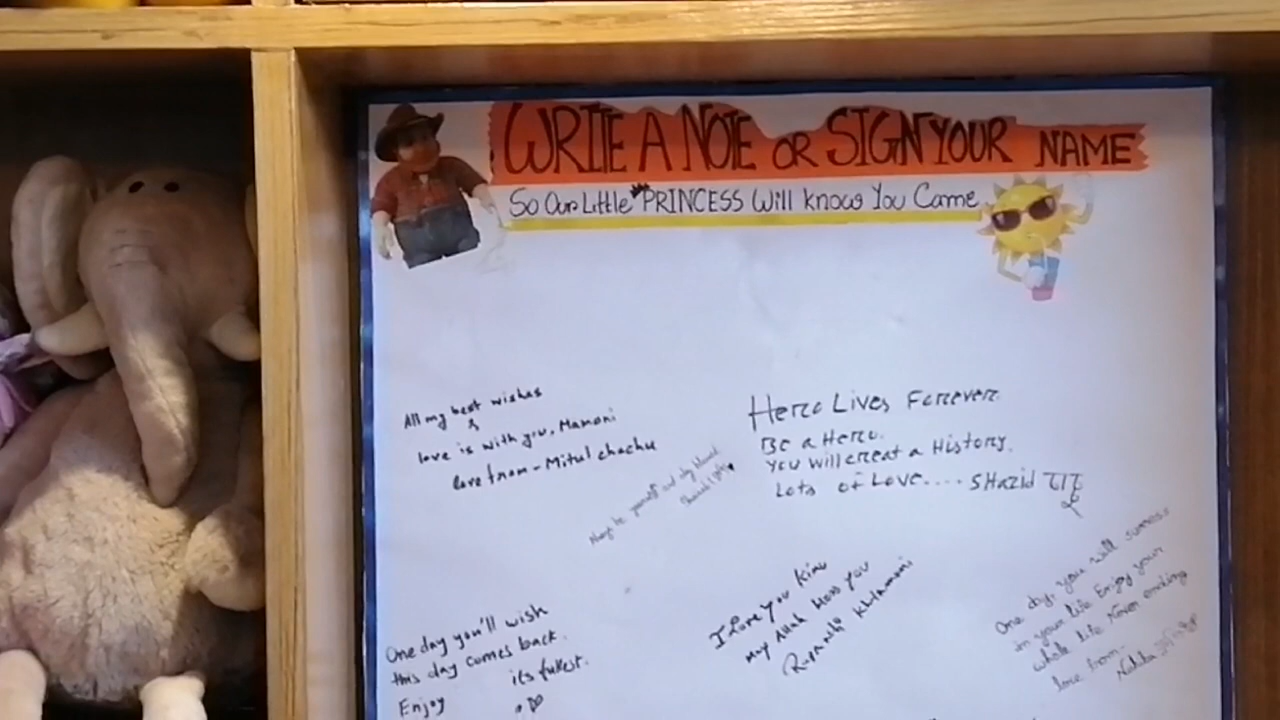 WRITE A NOTE OR SIGN YOUR NAME
So Our Little PRINCESS Will know You Came
All my best wishes
&
love is with you, Mamoni
love from - Mitul chachu
Hero Lives Forever
Be a Hero.
You will creat a History.
Lots of Love.... SHazid
yourself
I love you
may Allah bless you
Khlamoni
One day you'll wish
this day comes back.
Enjoy its fullest.
One day, you will success
in your life Enjoy your
whole life Never ending
love from-